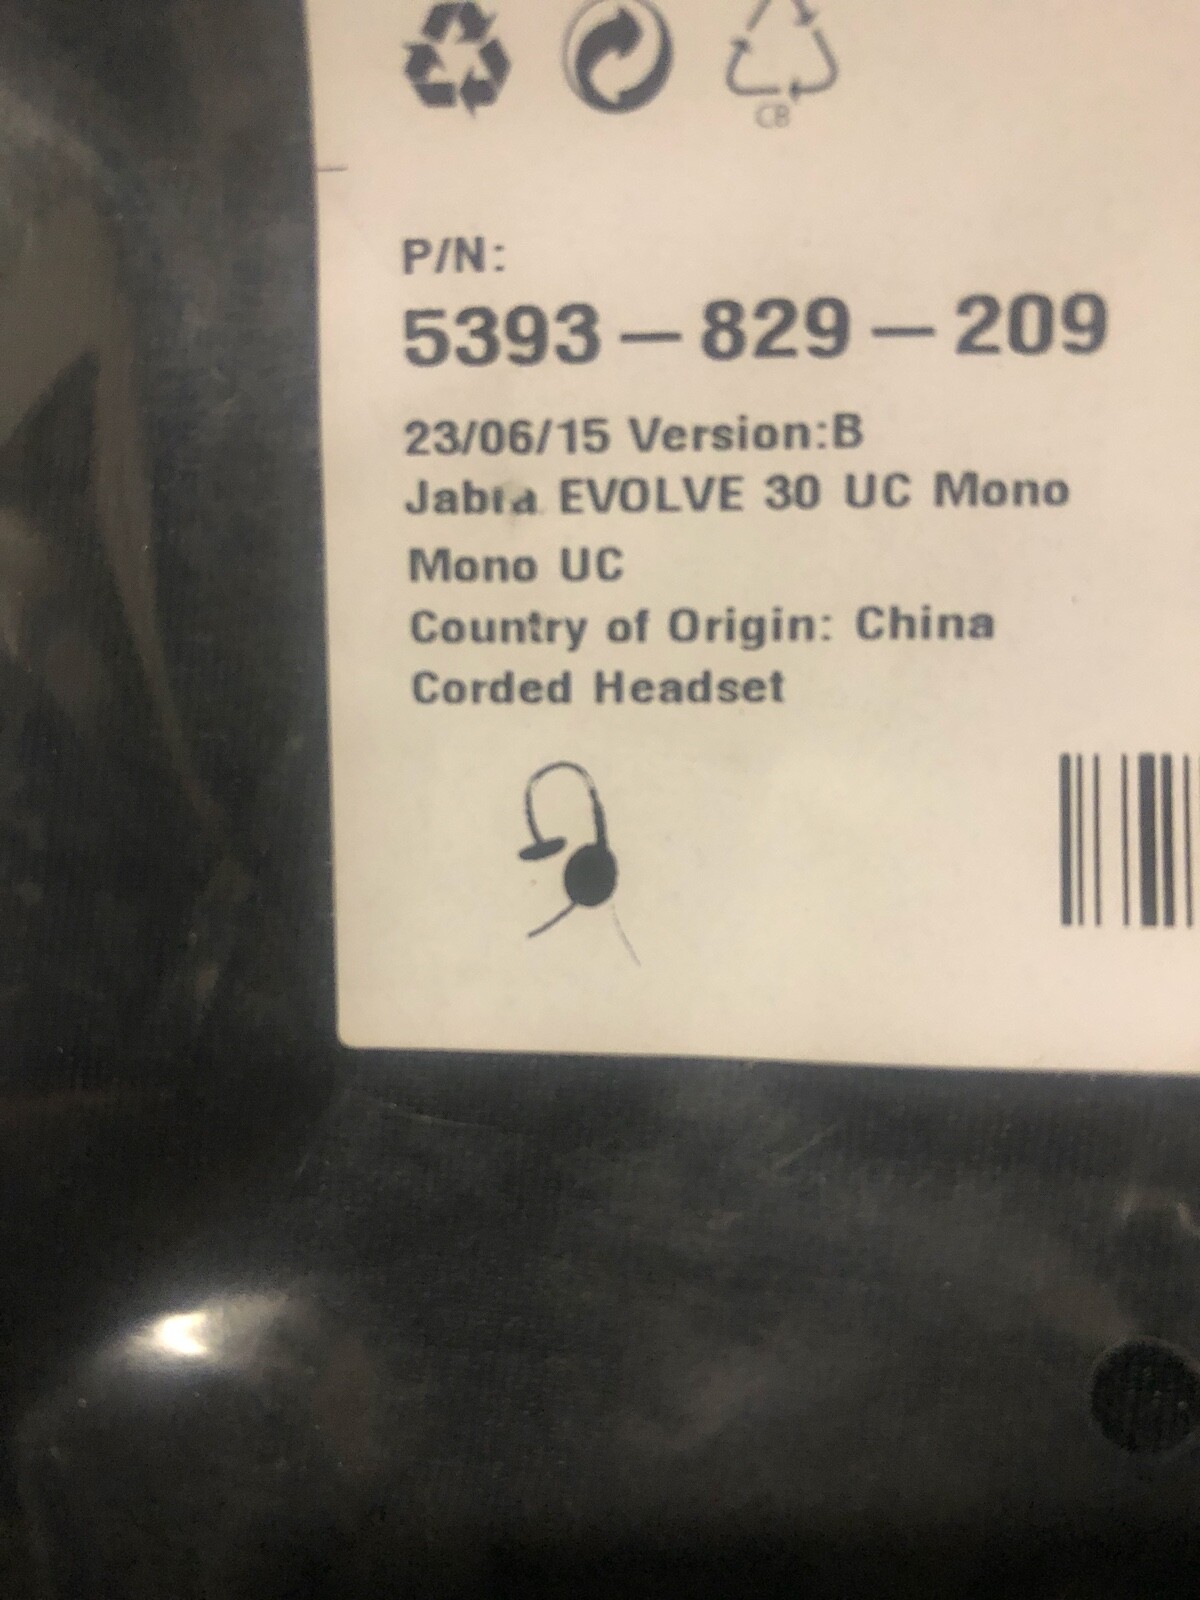 CB
P/N:
5393-829-209
23/06/15 Version:B
Jabra EVOLVE 30 UC Mono
Mono UC
Country of Origin: China
Corded Headset